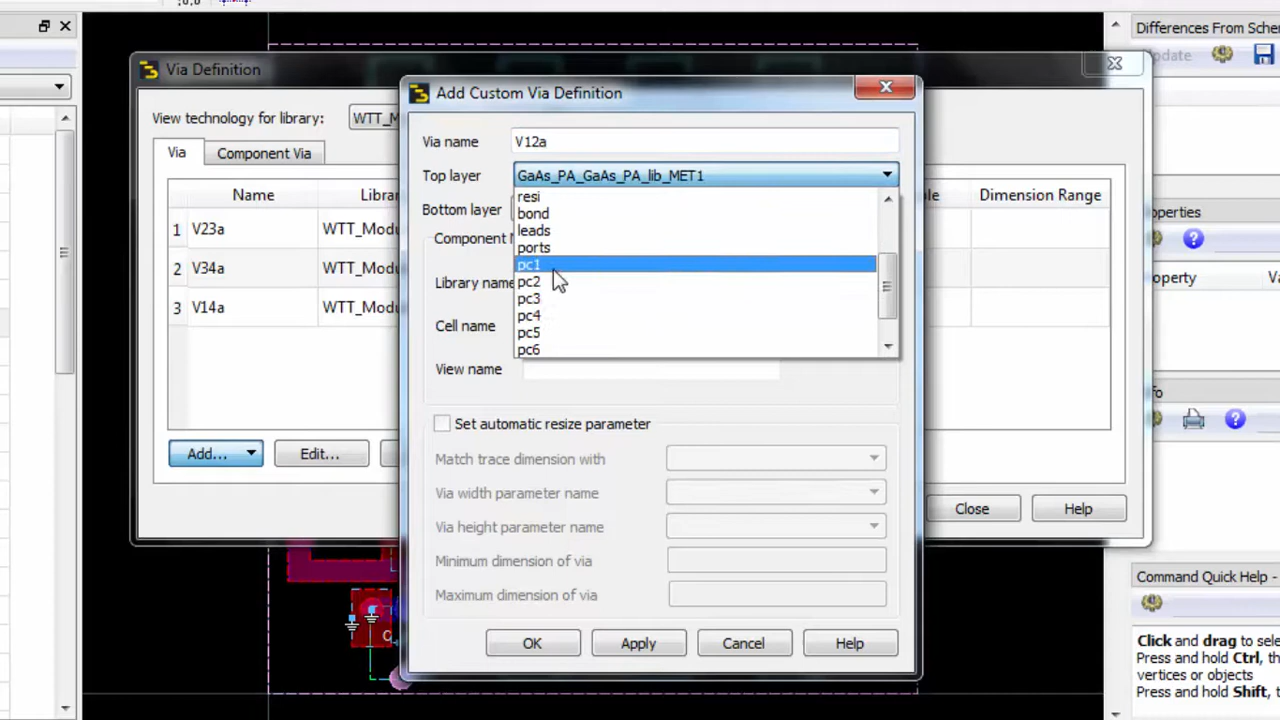 Differences From Schem
Update
Via Definition
Add Custom Via Definition
View technology for library:
WTT_M
Via
Component Via
Name
Libra
Dimension Range
1
V23a
WTT_Modu
2
V34a
WTT_Modu
3
V14a
WTT_Modu
Add...
Edit...
Close
Help
Via name
V12a
Top layer
GaAs_PA_GaAs_PA_lib_MET1
resi
bond
leads
ports
pc1
pc2
pc3
pc4
pc5
pc6
Bottom layer
Component
Library name
Cell name
View name
Set automatic resize parameter
Match trace dimension with
Via width parameter name
Via height parameter name
Minimum dimension of via
Maximum dimension of via
OK
Apply
Cancel
Help
operties
operty
Va
fo
Command Quick Help -
Click and drag to selec
Press and hold Ctrl, th
vertices or objects
Press and hold Shift, t